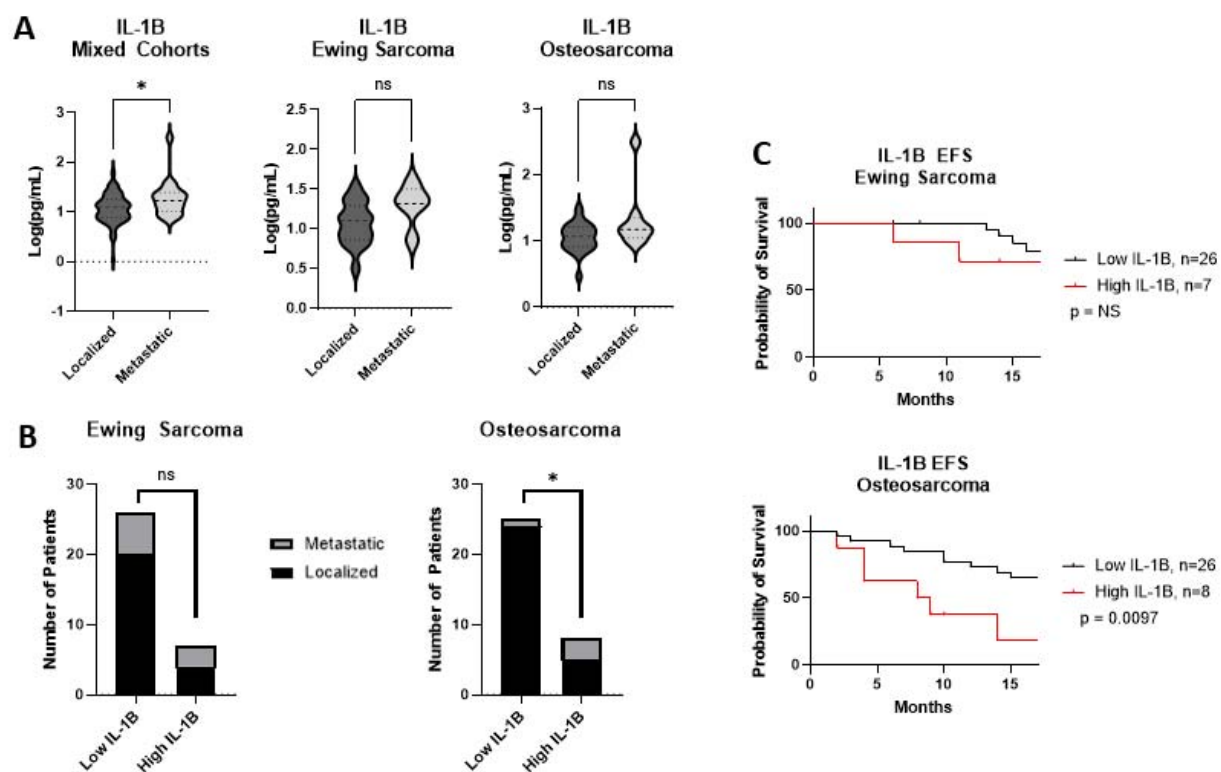 A
IL-1B
Mixed Cohorts
*
Log(pg/mL)
3
2
1
0
-1
Localized
Metastatic
IL-1B
Ewing Sarcoma
ns
Log(pg/mL)
2.5
2.0
1.5
1.0
0.5
0.0
Localized
Metastatic
IL-1B
Osteosarcoma
ns
Log(pg/mL)
3
2
1
0
Localized
Metastatic
B
Ewing Sarcoma
ns
Number of Patients
30
20
10
0
Low IL-1B
High IL-1B
Metastatic
Localized
Osteosarcoma
*
Number of Patients
30
20
10
0
Low IL-1B
High IL-1B
C
IL-1B EFS
Ewing Sarcoma
Probability of Survival
100
50
0
0 5 10 15
Months
Low IL-1B, n=26
High IL-1B, n=7
p = NS
IL-1B EFS
Osteosarcoma
Probability of Survival
100
50
0
0 5 10 15
Months
Low IL-1B, n=26
High IL-1B, n=8
p = 0.0097